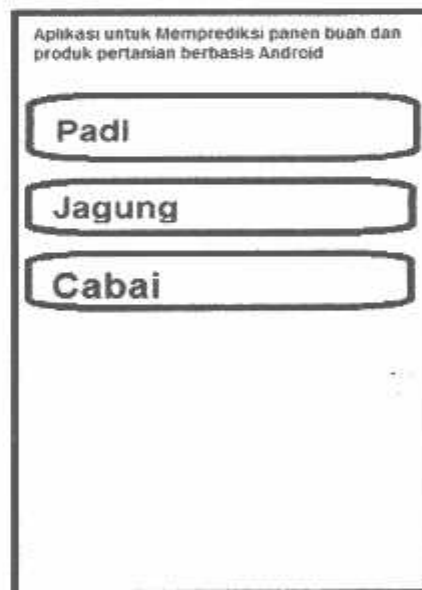 Aplikasi untuk Memprediksi panen buah dan
produk pertanian berbasis Android
Padi
Jagung
Cabai